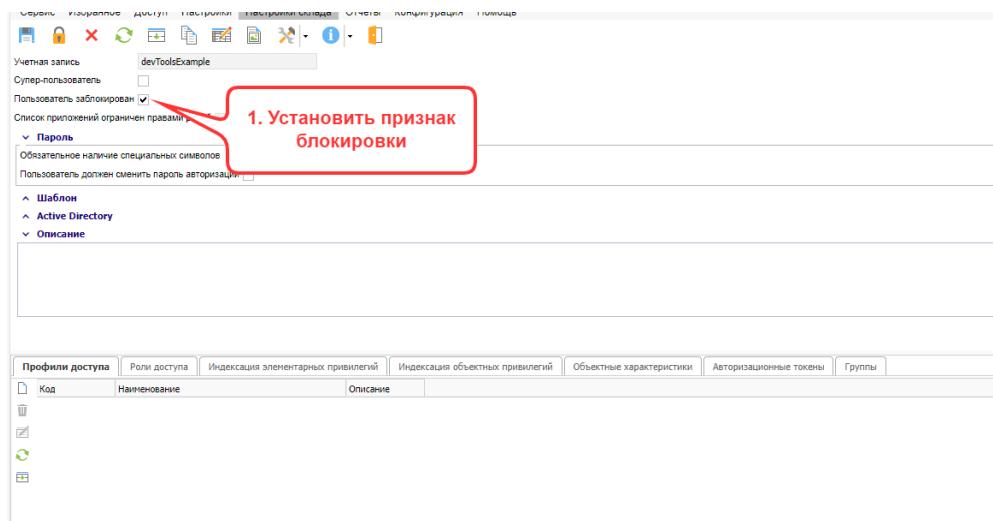 Сервис Избранное Доступ Настройки Настройки склада Отчеты Конфигурация Помощь
Учетная запись devToolsExample
Супер-пользователь
Пользователь заблокирован
Список приложений ограничен правами
1. Установить признак
блокировки
Пароль
Обязательное наличие специальных символов
Пользователь должен сменить пароль авторизации
Шаблон
Active Directory
Описание
Профили доступа Роли доступа Индексация элементарных привилегий Индексация объектных привилегий Объектные характеристики Авторизационные токены Группы
Код Наименование Описание